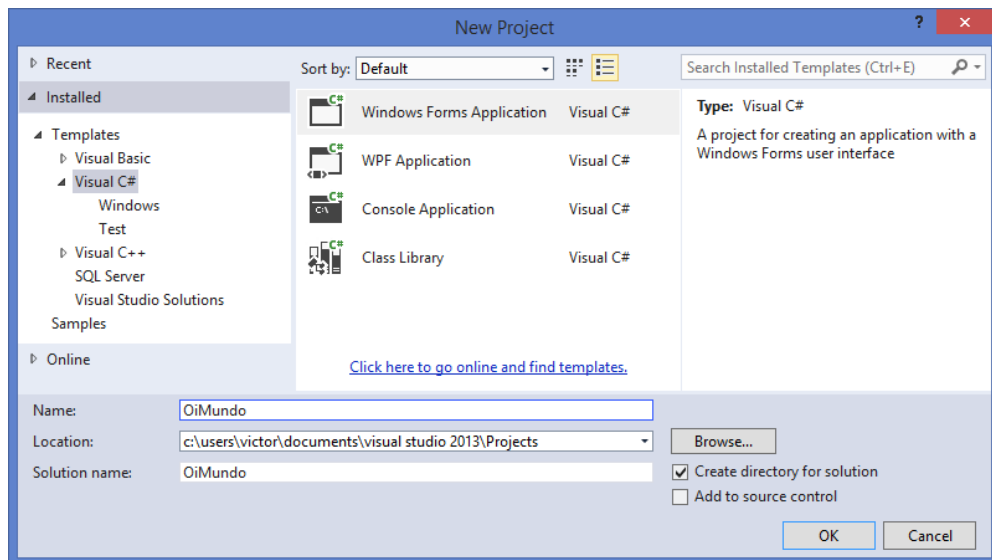 New Project
? ×
Recent
Installed
Templates
Visual Basic
Visual C#
Windows
Test
Visual C++
SQL Server
Visual Studio Solutions
Samples
Online
Sort by: Default
C# Windows Forms Application Visual C#
C# WPF Application Visual C#
C# C:\ Console Application Visual C#
C# Class Library Visual C#
Click here to go online and find templates.
Search Installed Templates (Ctrl+E)
Type: Visual C#
A project for creating an application with a
Windows Forms user interface
Name: OiMundo
Location: c:\users\victor\documents\visual studio 2013\Projects Browse...
Solution name: OiMundo
Create directory for solution
Add to source control
OK Cancel